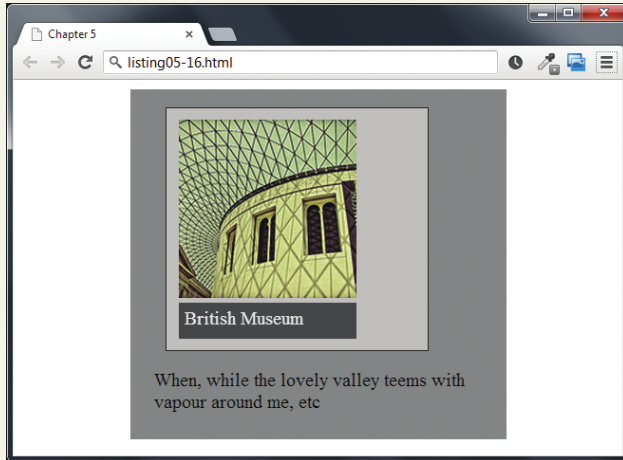 Chapter 5
listing05-16.html
British Museum
When, while the lovely valley teems with
vapour around me, etc